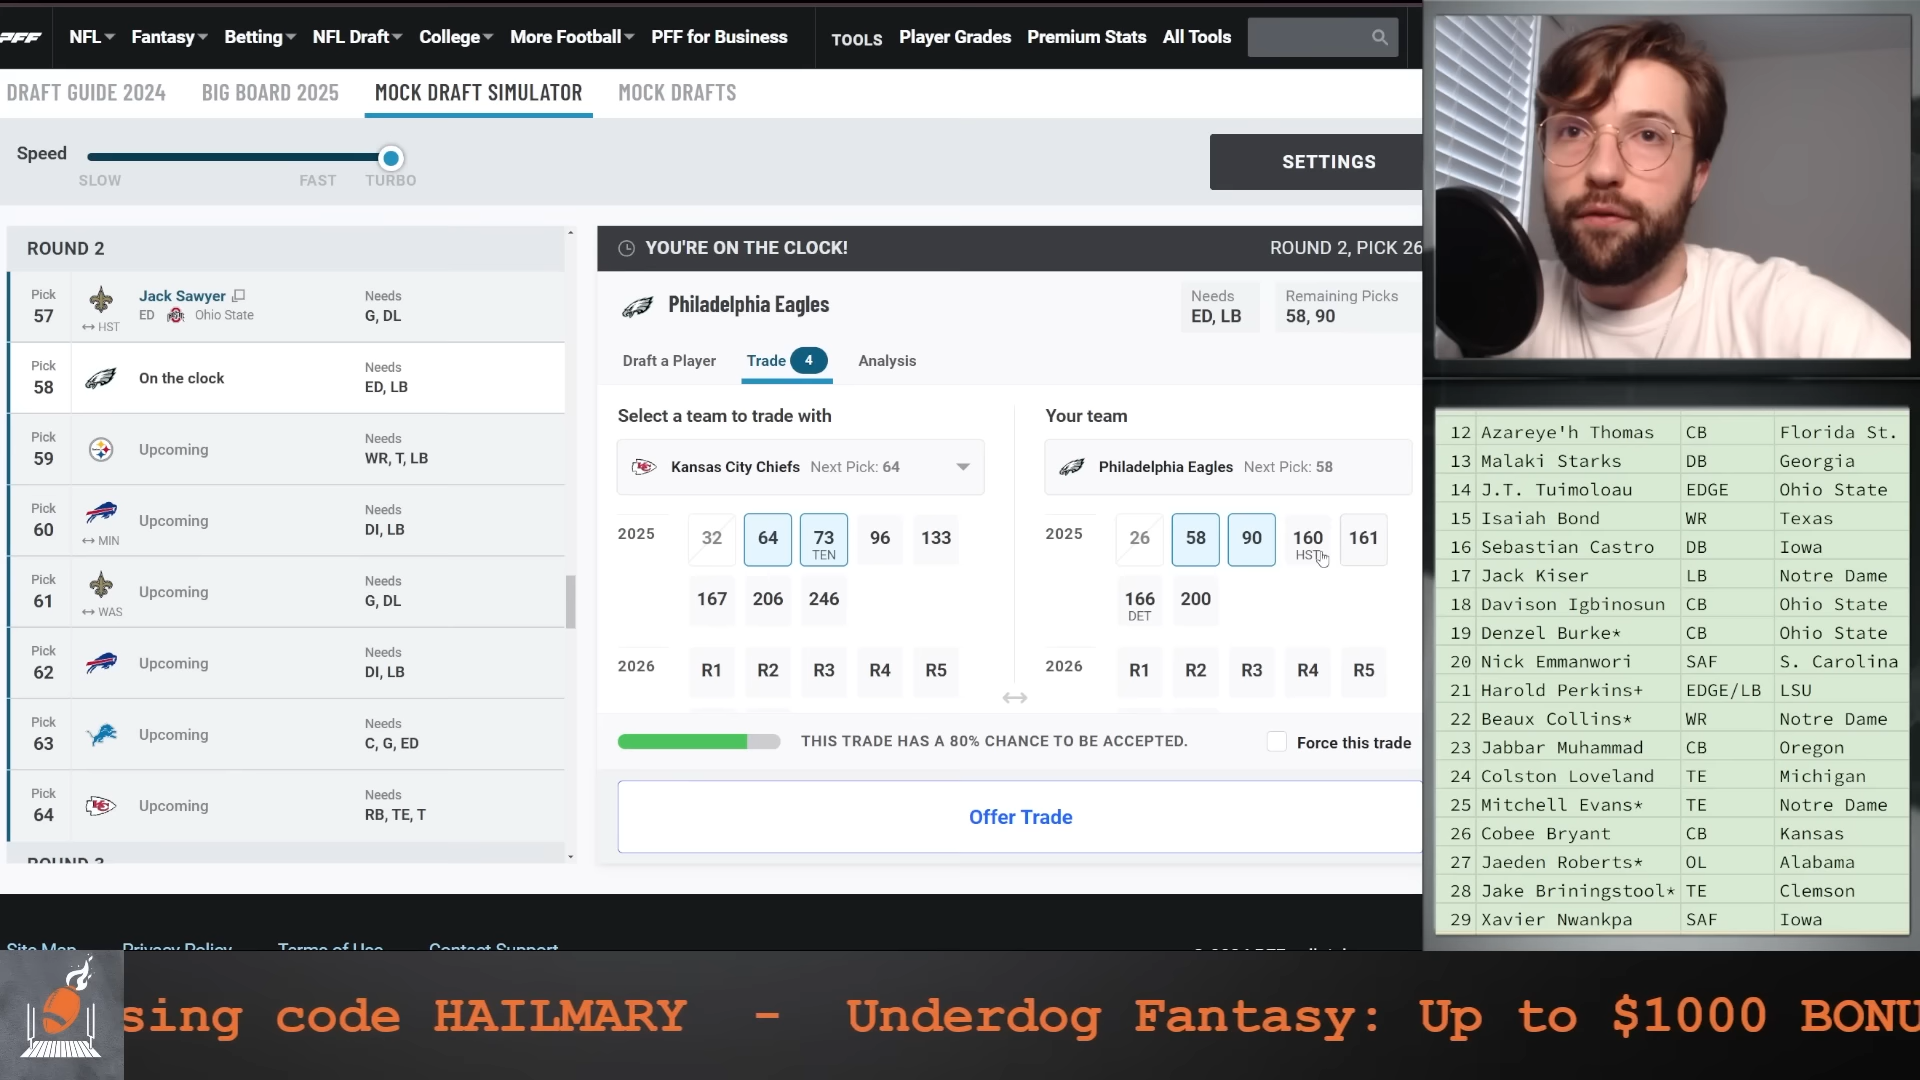 PFF NFL Fantasy Betting NFL Draft College More Football PFF for Business TOOLS Player Grades Premium Stats All Tools
DRAFT GUIDE 2024 BIG BOARD 2025 MOCK DRAFT SIMULATOR MOCK DRAFTS
Speed
SLOW FAST TURBO
SETTINGS
ROUND 2
Pick 57 HST Jack Sawyer ED Ohio State Needs G, DL
Pick 58 On the clock Needs ED, LB
Pick 59 Upcoming Needs WR, T, LB
Pick 60 MIN Upcoming Needs DI, LB
Pick 61 WAS Upcoming Needs G, DL
Pick 62 Upcoming Needs DI, LB
Pick 63 Upcoming Needs C, G, ED
Pick 64 Upcoming Needs RB, TE, T
YOU'RE ON THE CLOCK! ROUND 2, PICK 26
Philadelphia Eagles
Needs ED, LB
Remaining Picks 58, 90
Draft a Player Trade 4 Analysis
Select a team to trade with
Kansas City Chiefs Next Pick: 64
2025 32 64 73 TEN 96 133
167 206 246
2026 R1 R2 R3 R4 R5
Your team
Philadelphia Eagles Next Pick: 58
2025 26 58 90 160 HST 161
166 DET 200
2026 R1 R2 R3 R4 R5
THIS TRADE HAS A 80% CHANCE TO BE ACCEPTED. Force this trade
Offer Trade
Site Map Privacy Policy Terms of Use Contact Support
12 Azareye'h Thomas CB Florida St.
13 Malaki Starks DB Georgia
14 J.T. Tuimoloau EDGE Ohio State
15 Isaiah Bond WR Texas
16 Sebastian Castro DB Iowa
17 Jack Kiser LB Notre Dame
18 Davison Igbinosun CB Ohio State
19 Denzel Burke* CB Ohio State
20 Nick Emmanwori SAF S. Carolina
21 Harold Perkins+ EDGE/LB LSU
22 Beaux Collins* WR Notre Dame
23 Jabbar Muhammad CB Oregon
24 Colston Loveland TE Michigan
25 Mitchell Evans* TE Notre Dame
26 Cobee Bryant CB Kansas
27 Jaeden Roberts* OL Alabama
28 Jake Briningstool* TE Clemson
29 Xavier Nwankpa SAF Iowa
sing code HAILMARY - Underdog Fantasy: Up to $1000 BONU